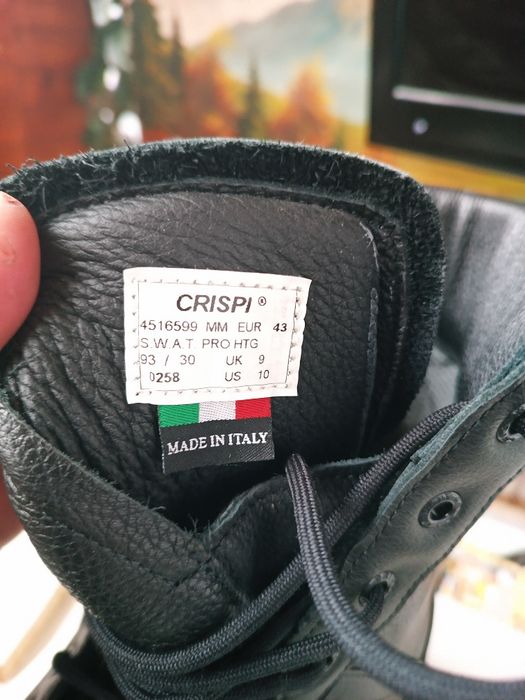 CRISPI®
4516599 MM EUR 43
S.W.A.T PRO HTG
93 / 30 UK 9
0258 US 10
MADE IN ITALY